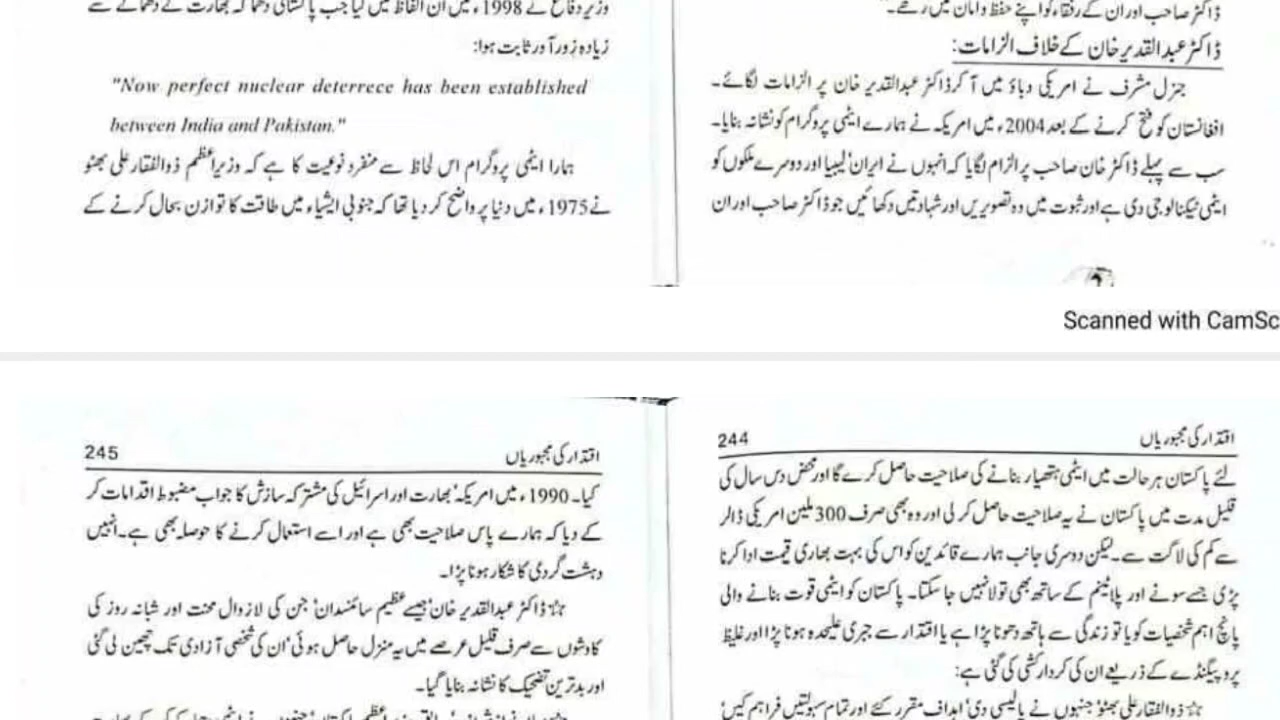 ڈاکٹر صاحب اور ان کے رفقاء کو اپنے حفظ و امان میں رکھے۔"
ڈاکٹر عبدالقدیر خان کے خلاف الزامات:
جنرل مشرف نے امریکی دباؤ میں آ کر ڈاکٹر عبدالقدیر خان پر الزامات لگائے۔
افغانستان کو فتح کرنے کے بعد 2004ء میں امریکہ نے ہمارے ایٹمی پروگرام کو نشانہ بنایا۔
سب سے پہلے ڈاکٹر خان صاحب پر الزام لگایا کہ انہوں نے ایران' لیبیا اور دوسرے ملکوں کو
ایٹمی ٹیکنالوجی دی ہے اور ثبوت میں وہ تصویریں اور شہادتیں دکھائیں جو ڈاکٹر صاحب اور ان
وزیر دفاع نے 1998ء میں ان الفاظ میں کیا جب پاکستانی دھماکہ بھارت کے دھماکے سے
زیادہ زور آور ثابت ہوا:
"Now perfect nuclear deterrece has been established
between India and Pakistan."
ہمارا ایٹمی پروگرام اس لحاظ سے منفرد نوعیت کا ہے کہ وزیراعظم ذوالفقار علی بھٹو
نے 1975ء میں دنیا پر واضح کر دیا تھا کہ جنوبی ایشیاء میں طاقت کا توازن بحال کرنے کے
Scanned with CamSc
اقتدار کی مجبوریاں 244
لئے پاکستان ہر حالت میں ایٹمی ہتھیار بنانے کی صلاحیت حاصل کرے گا اور محض دس سال کی
قلیل مدت میں پاکستان نے یہ صلاحیت حاصل کر لی اور وہ بھی صرف 300 ملین امریکی ڈالر
سے کم کی لاگت سے۔ لیکن دوسری جانب ہمارے قائدین کو اس کی بہت بھاری قیمت ادا کرنا
پڑی جسے سونے اور پلاٹینم کے ساتھ بھی تولا نہیں جا سکتا۔ پاکستان کو ایٹمی قوت بنانے والی
پانچ اہم شخصیات کو یا تو زندگی سے ہاتھ دھونا پڑا ہے یا اقتدار سے جبری علیحدہ ہونا پڑا اور غلیظ
پروپیگنڈے کے ذریعے ان کی کردار کشی کی گئی ہے:
☆ ذوالفقار علی بھٹو' جنہوں نے پالیسی دی' اہداف مقرر کئے اور تمام سہولتیں فراہم کیں'
اقتدار کی مجبوریاں 245
کیا۔ 1990ء میں امریکہ' بھارت اور اسرائیل کی مشترکہ سازش کا جواب مضبوط اقدامات کر
کے دیا کہ ہمارے پاس صلاحیت بھی ہے اور اسے استعمال کرنے کا حوصلہ بھی ہے۔ انہیں
دہشت گردی کا شکار ہونا پڑا۔
☆ ڈاکٹر عبدالقدیر خان' جیسے عظیم سائنسدان' جن کی لازوال محنت اور شبانہ روز کی
کاوشوں سے صرف قلیل عرصے میں یہ منزل حاصل ہوئی' ان کی شخصی آزادی تک چھین لی گئی
اور بدترین تضحیک کا نشانہ بنایا گیا۔